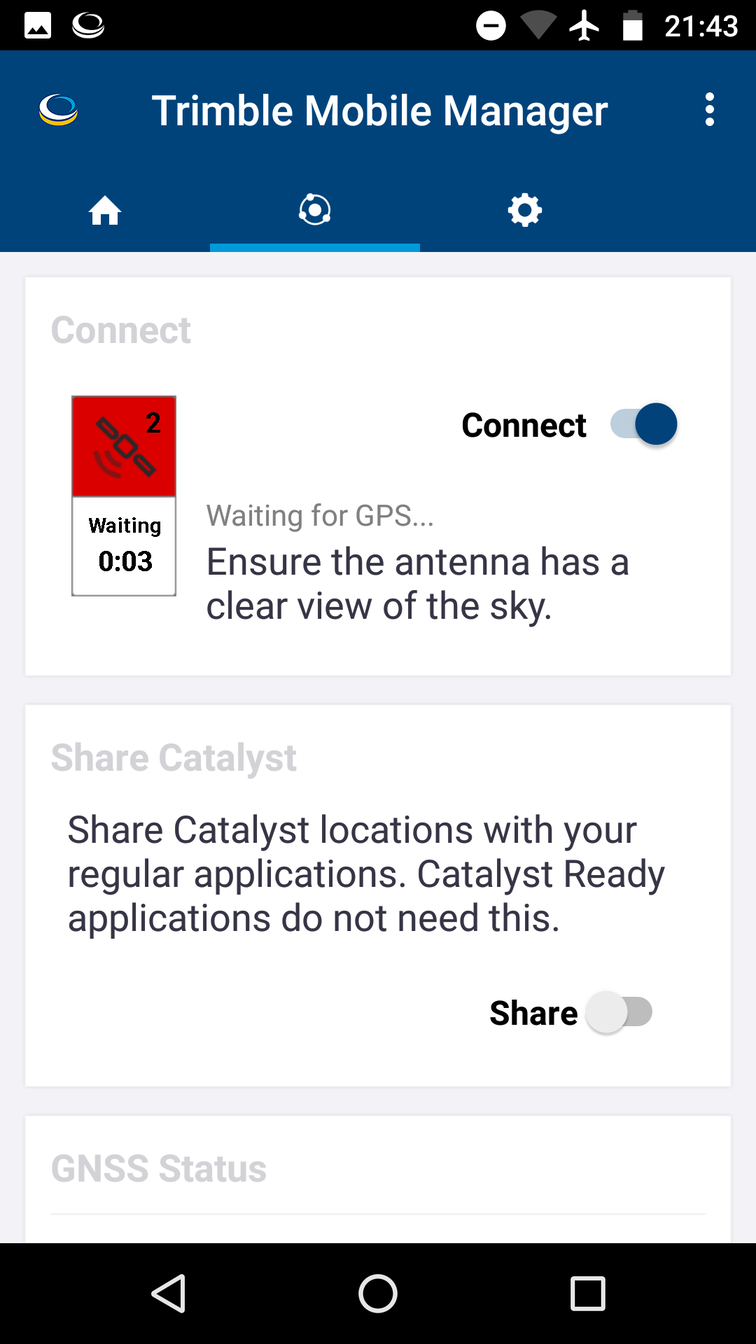 21:43
Trimble Mobile Manager
Connect
2
Connect
Waiting
0:03
Waiting for GPS...
Ensure the antenna has a
clear view of the sky.
Share Catalyst
Share Catalyst locations with your
regular applications. Catalyst Ready
applications do not need this.
Share
GNSS Status